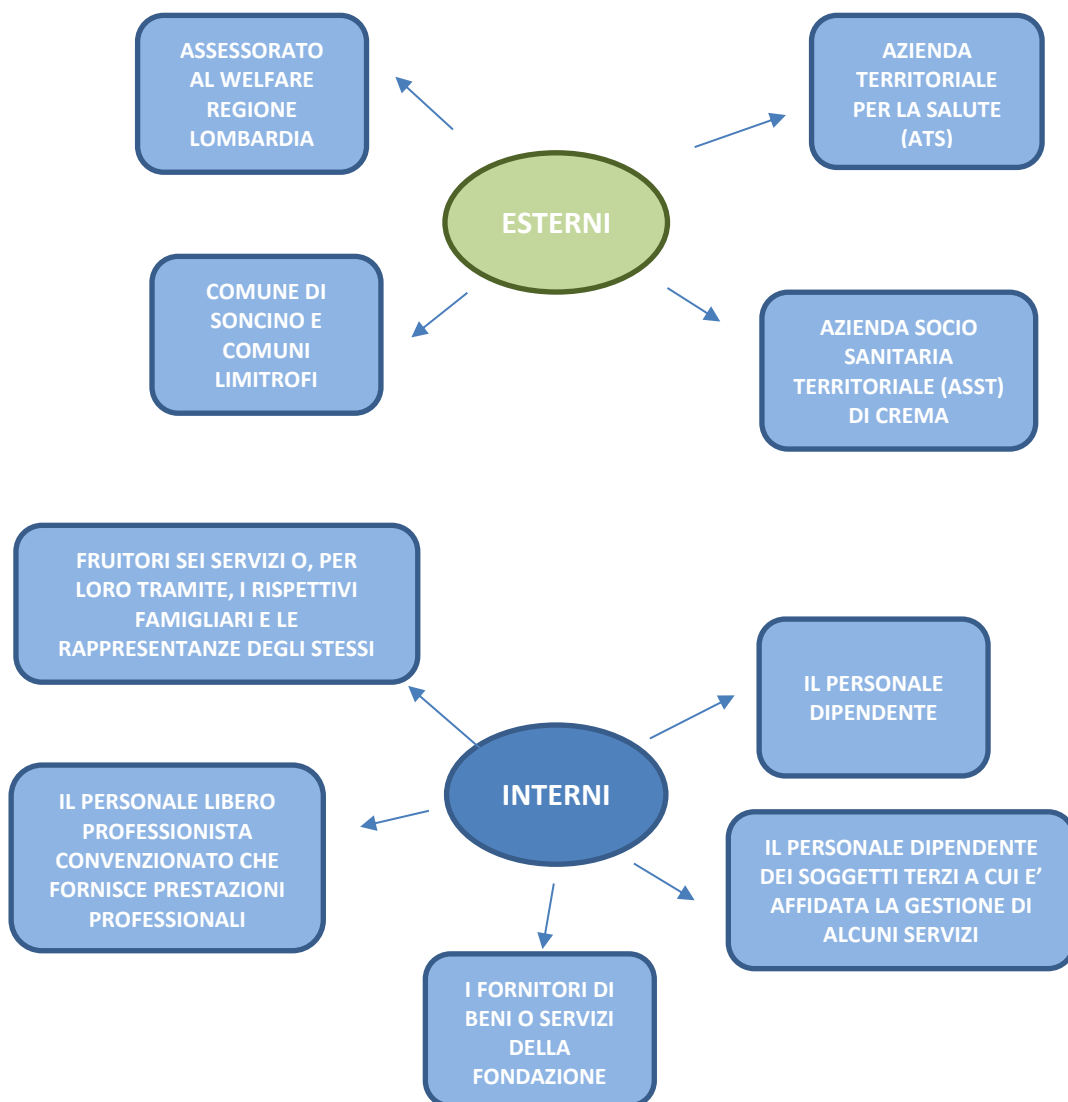 ASSESSORATO
AL WELFARE
REGIONE
LOMBARDIA
AZIENDA
TERRITORIALE
PER LA SALUTE
(ATS)
ESTERNI
COMUNE DI
SONCINO E
COMUNI
LIMITROFI
AZIENDA SOCIO
SANITARIA
TERRITORIALE (ASST)
DI CREMA
FRUITORI SEI SERVIZI O, PER
LORO TRAMITE, I RISPETTIVI
FAMIGLIARI E LE
RAPPRESENTANZE DEGLI STESSI
IL PERSONALE
DIPENDENTE
INTERNI
IL PERSONALE LIBERO
PROFESSIONISTA
CONVENZIONATO CHE
FORNISCE PRESTAZIONI
PROFESSIONALI
IL PERSONALE DIPENDENTE
DEI SOGGETTI TERZI A CUI E’
AFFIDATA LA GESTIONE DI
ALCUNI SERVIZI
I FORNITORI DI
BENI O SERVIZI
DELLA
FONDAZIONE